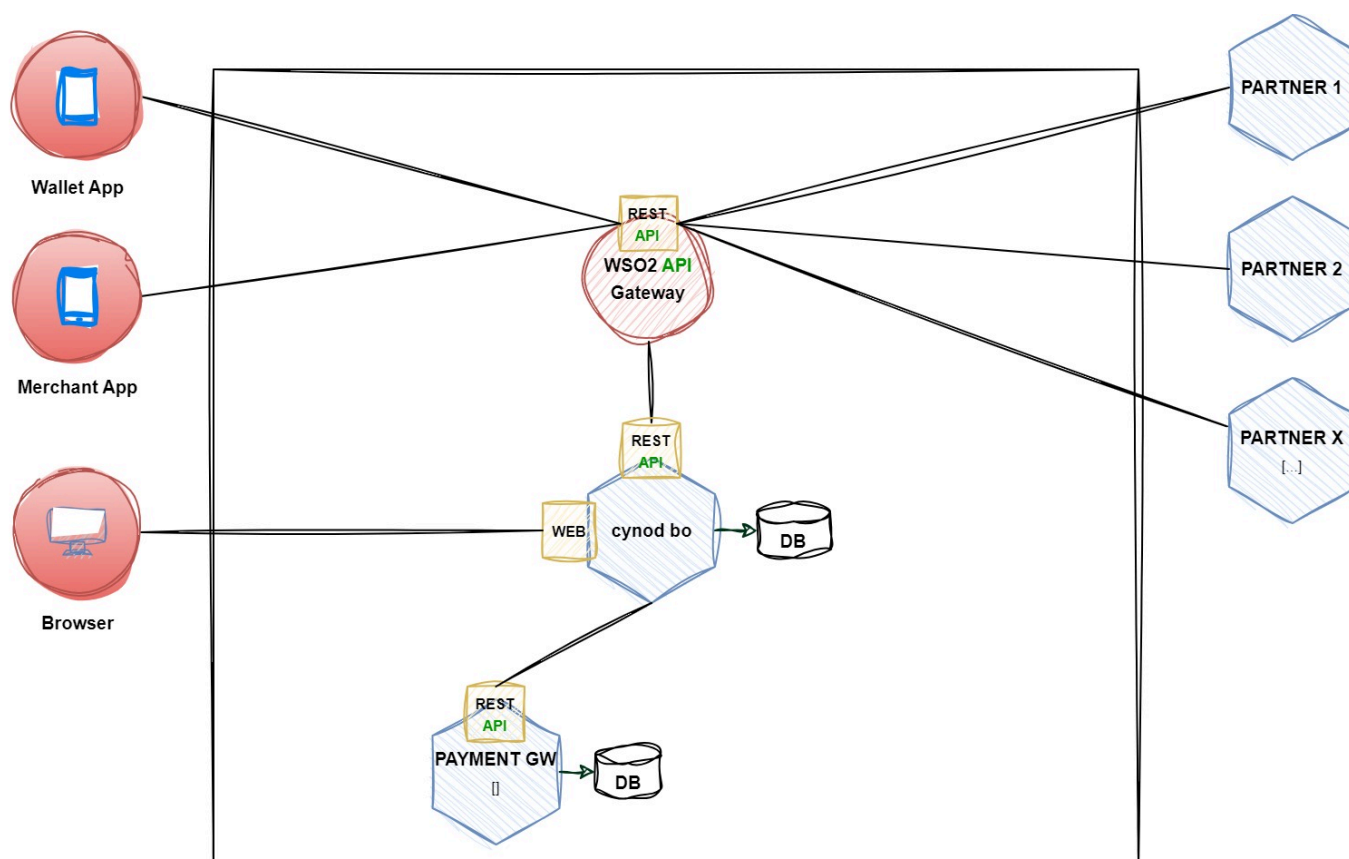 Wallet App
Merchant App
Browser
REST
API
WSO2 API
Gateway
REST
API
WEB
cynod bo
DB
REST
API
PAYMENT GW
[]
DB
PARTNER 1
PARTNER 2
PARTNER X
[...]